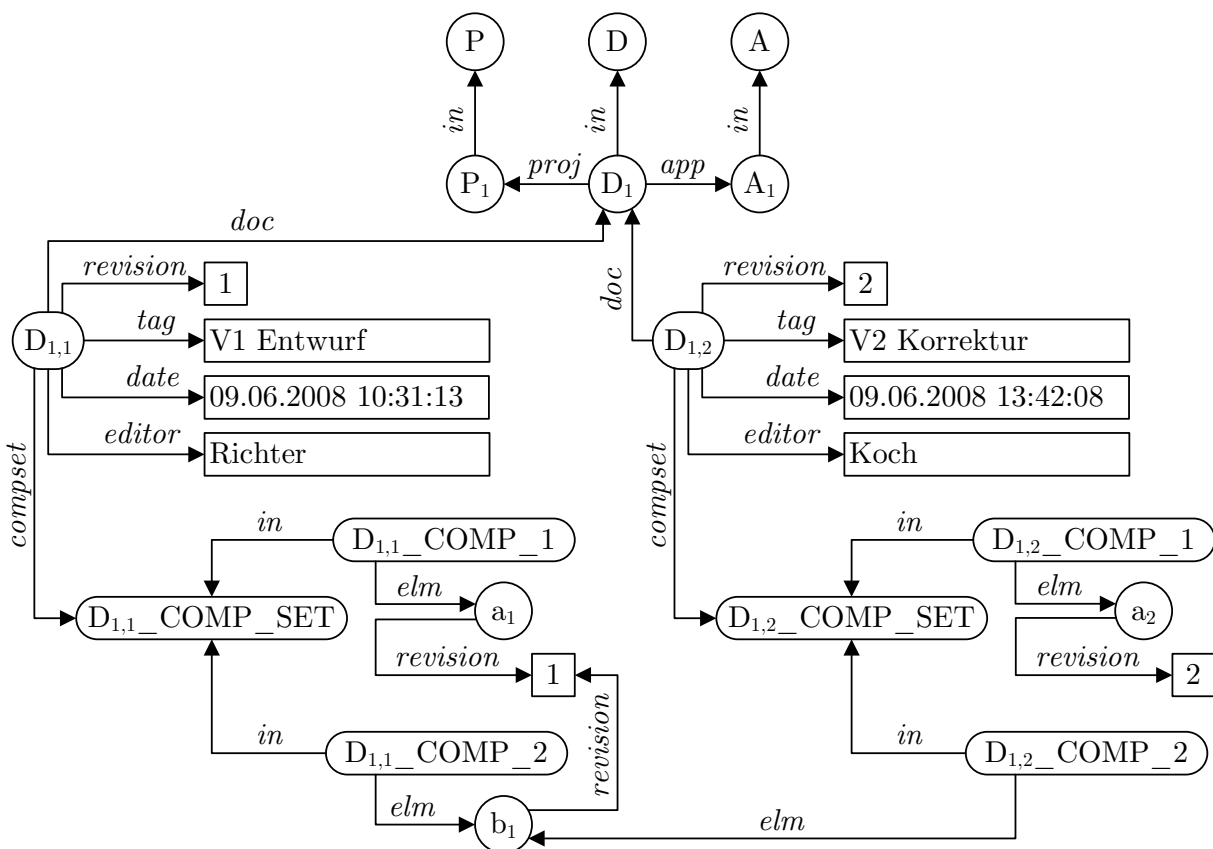 P D A
in in in
P₁ proj D₁ app A₁
doc
revision 1 doc revision 2
D₁,₁ tag V1 Entwurf D₁,₂ tag V2 Korrektur
date 09.06.2008 10:31:13 date 09.06.2008 13:42:08
editor Richter editor Koch
compset compset
in D₁,₁_COMP_1 in D₁,₂_COMP_1
elm a₁ elm a₂
D₁,₁_COMP_SET D₁,₂_COMP_SET
revision 1 revision 2
revision
in D₁,₁_COMP_2 in D₁,₂_COMP_2
elm b₁ elm